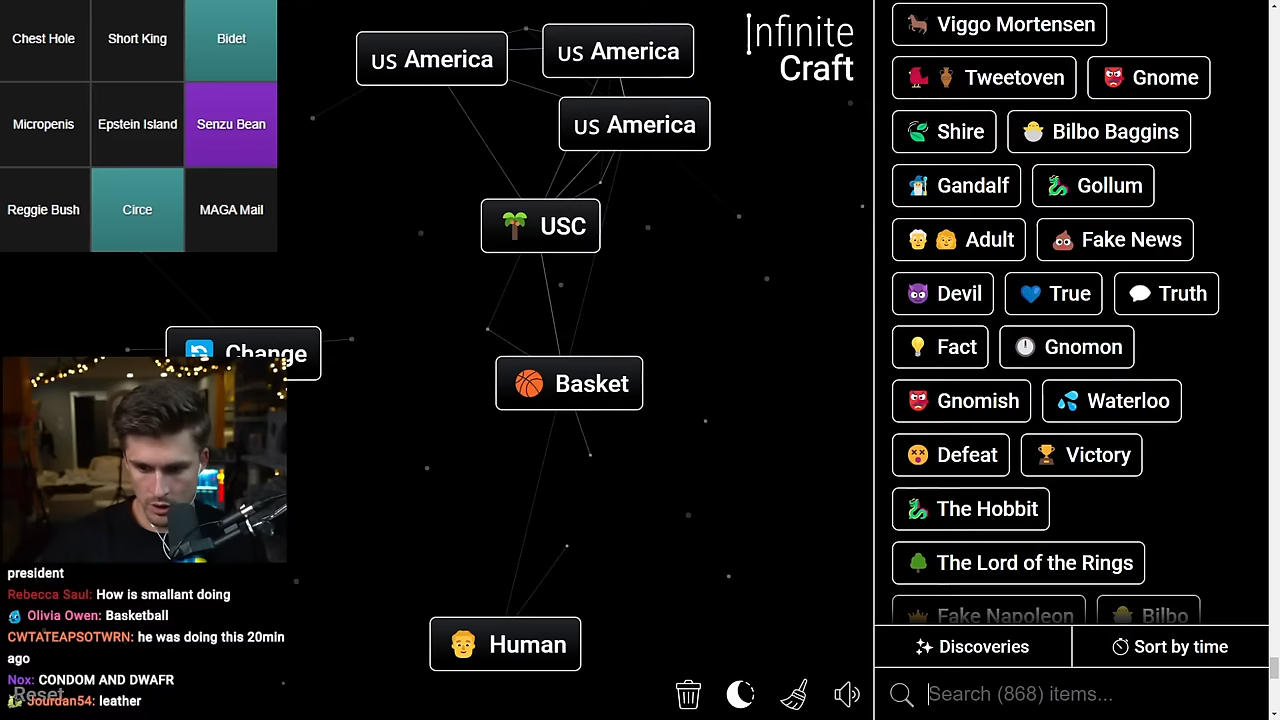 Chest Hole
Short King
Bidet
Micropenis
Epstein Island
Senzu Bean
Reggie Bush
Circe
MAGA Mail
US America
US America
US America
USC
Change
Basket
Human
Infinite
Craft
Viggo Mortensen
Tweetoven
Gnome
Shire
Bilbo Baggins
Gandalf
Gollum
Adult
Fake News
Devil
True
Truth
Fact
Gnomon
Gnomish
Waterloo
Defeat
Victory
The Hobbit
The Lord of the Rings
Fake Napoleon
Bilbo
Discoveries
Sort by time
Search (868) items...
president
Rebecca Saul: How is smallant doing
Olivia Owen: Basketball
CWTATEAPSOTWRN: he was doing this 20min
ago
Nox: CONDOM AND DWAFR
Reset
Jourdan54: leather